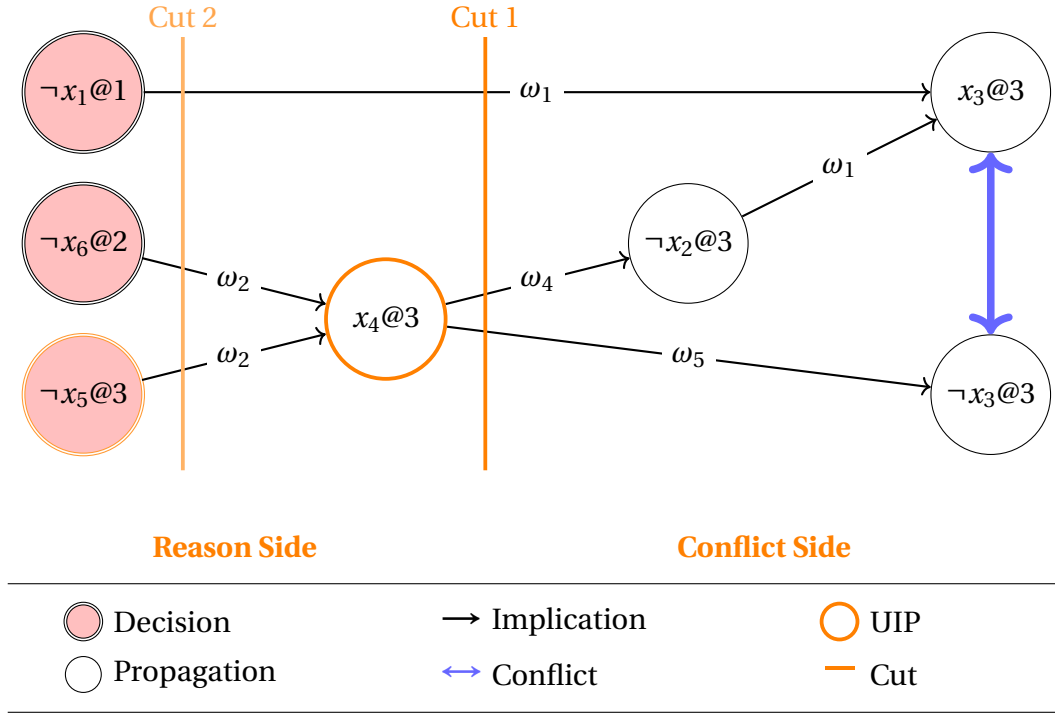 Cut 2
Cut 1
¬x₁@1
ω₁
x₃@3
ω₁
¬x₆@2
ω₂
ω₄
¬x₂@3
x₄@3
ω₂
ω₅
¬x₅@3
¬x₃@3
Reason Side
Conflict Side
Decision
Implication
UIP
Propagation
Conflict
Cut